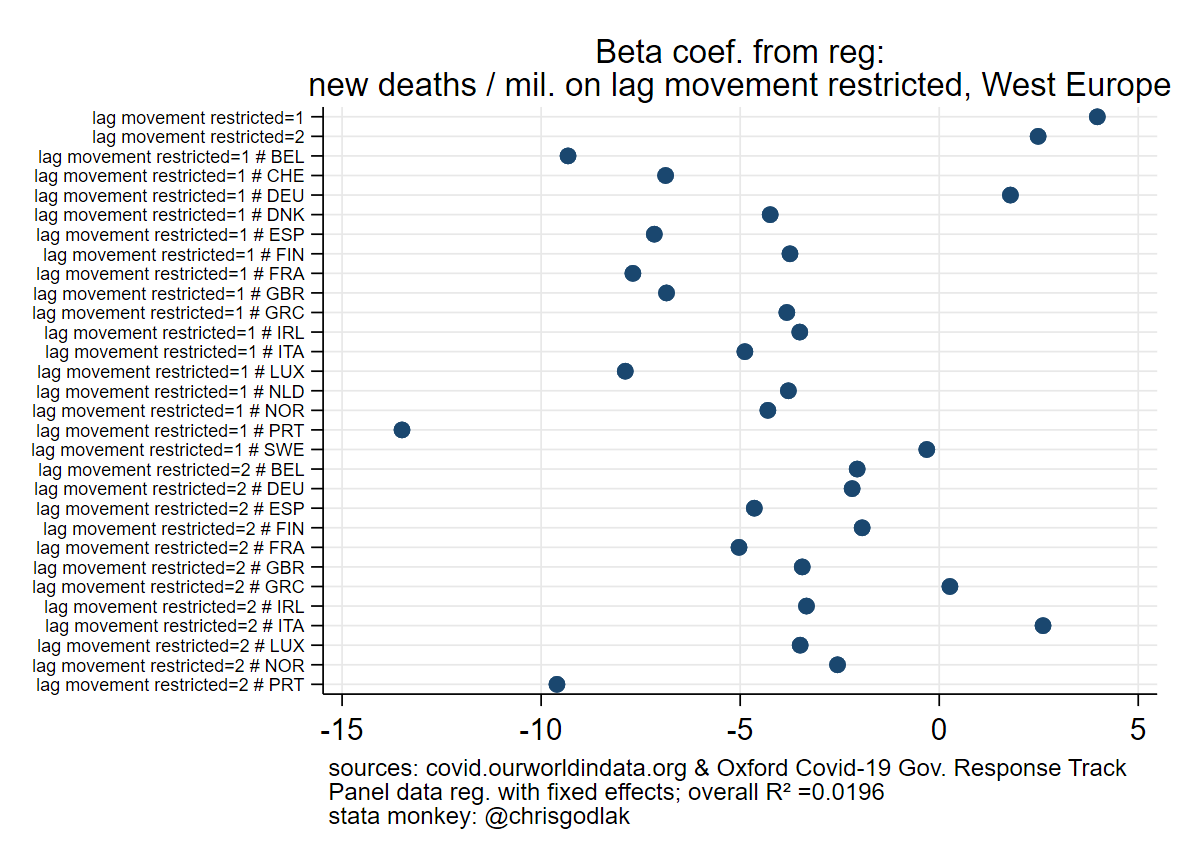 Beta coef. from reg:
new deaths / mil. on lag movement restricted, West Europe
lag movement restricted=1
lag movement restricted=2
lag movement restricted=1 # BEL
lag movement restricted=1 # CHE
lag movement restricted=1 # DEU
lag movement restricted=1 # DNK
lag movement restricted=1 # ESP
lag movement restricted=1 # FIN
lag movement restricted=1 # FRA
lag movement restricted=1 # GBR
lag movement restricted=1 # GRC
lag movement restricted=1 # IRL
lag movement restricted=1 # ITA
lag movement restricted=1 # LUX
lag movement restricted=1 # NLD
lag movement restricted=1 # NOR
lag movement restricted=1 # PRT
lag movement restricted=1 # SWE
lag movement restricted=2 # BEL
lag movement restricted=2 # DEU
lag movement restricted=2 # ESP
lag movement restricted=2 # FIN
lag movement restricted=2 # FRA
lag movement restricted=2 # GBR
lag movement restricted=2 # GRC
lag movement restricted=2 # IRL
lag movement restricted=2 # ITA
lag movement restricted=2 # LUX
lag movement restricted=2 # NOR
lag movement restricted=2 # PRT
-15 -10 -5 0 5
sources: covid.ourworldindata.org & Oxford Covid-19 Gov. Response Track
Panel data reg. with fixed effects; overall R² =0.0196
stata monkey: @chrisgodlak